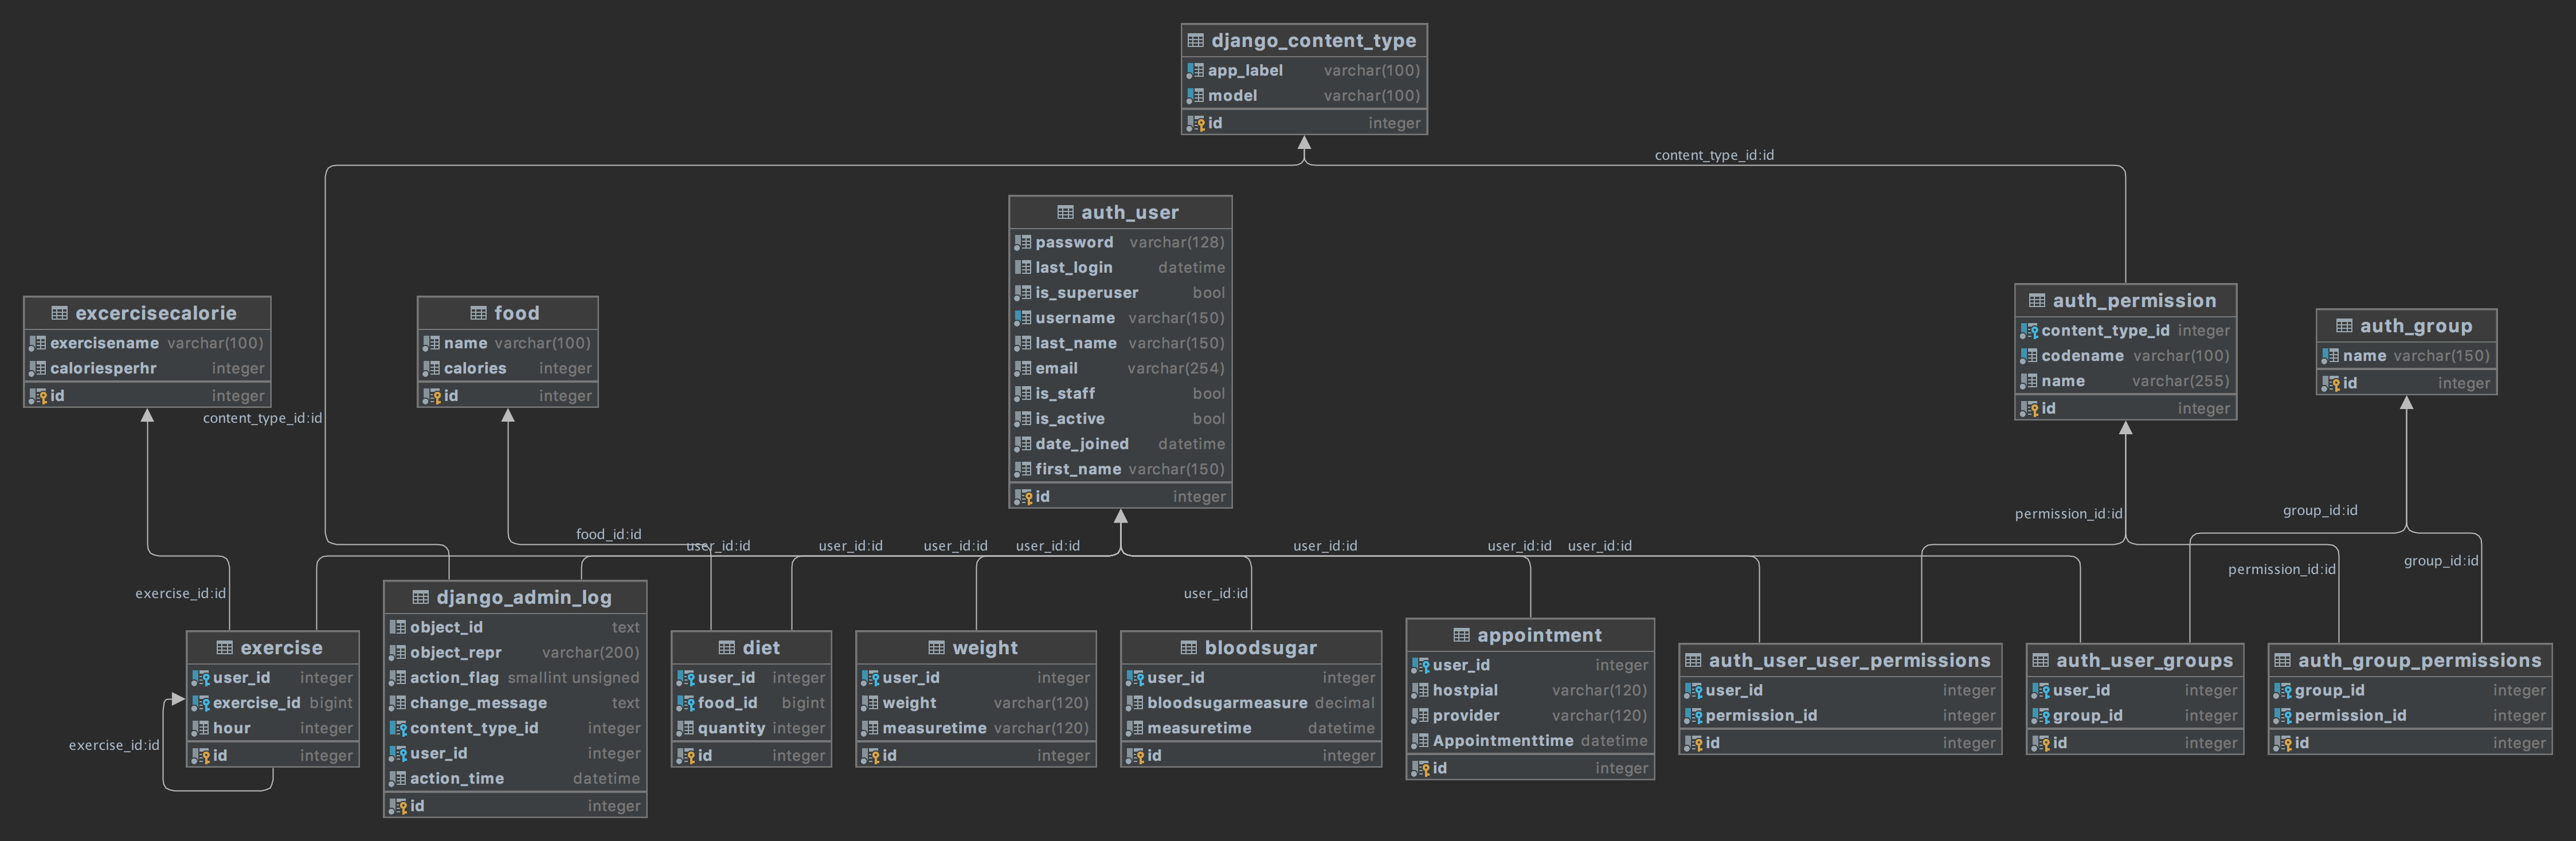 django_content_type
app_label varchar(100)
model varchar(100)
id integer
content_type_id:id
auth_user
password varchar(128)
last_login datetime
is_superuser bool
username varchar(150)
last_name varchar(150)
email varchar(254)
is_staff bool
is_active bool
date_joined datetime
first_name varchar(150)
id integer
excercisecalorie
exercisename varchar(100)
caloriesperhr integer
id integer
food
name varchar(100)
calories integer
id integer
auth_permission
content_type_id integer
codename varchar(100)
name varchar(255)
id integer
auth_group
name varchar(150)
id integer
content_type_id:id
food_id:id
user_id:id
user_id:id
user_id:id
user_id:id
user_id:id
user_id:id
user_id:id
permission_id:id
group_id:id
exercise_id:id
user_id:id
permission_id:id
group_id:id
exercise
user_id integer
exercise_id bigint
hour integer
id integer
exercise_id:id
django_admin_log
object_id text
object_repr varchar(200)
action_flag smallint unsigned
change_message text
content_type_id integer
user_id integer
action_time datetime
id integer
diet
user_id integer
food_id bigint
quantity integer
id integer
weight
user_id integer
weight varchar(120)
measuretime varchar(120)
id integer
bloodsugar
user_id integer
bloodsugarmeasure decimal
measuretime datetime
id integer
appointment
user_id integer
hostpial varchar(120)
provider varchar(120)
Appointmenttime datetime
id integer
auth_user_user_permissions
user_id integer
permission_id integer
id integer
auth_user_groups
user_id integer
group_id integer
id integer
auth_group_permissions
group_id integer
permission_id integer
id integer